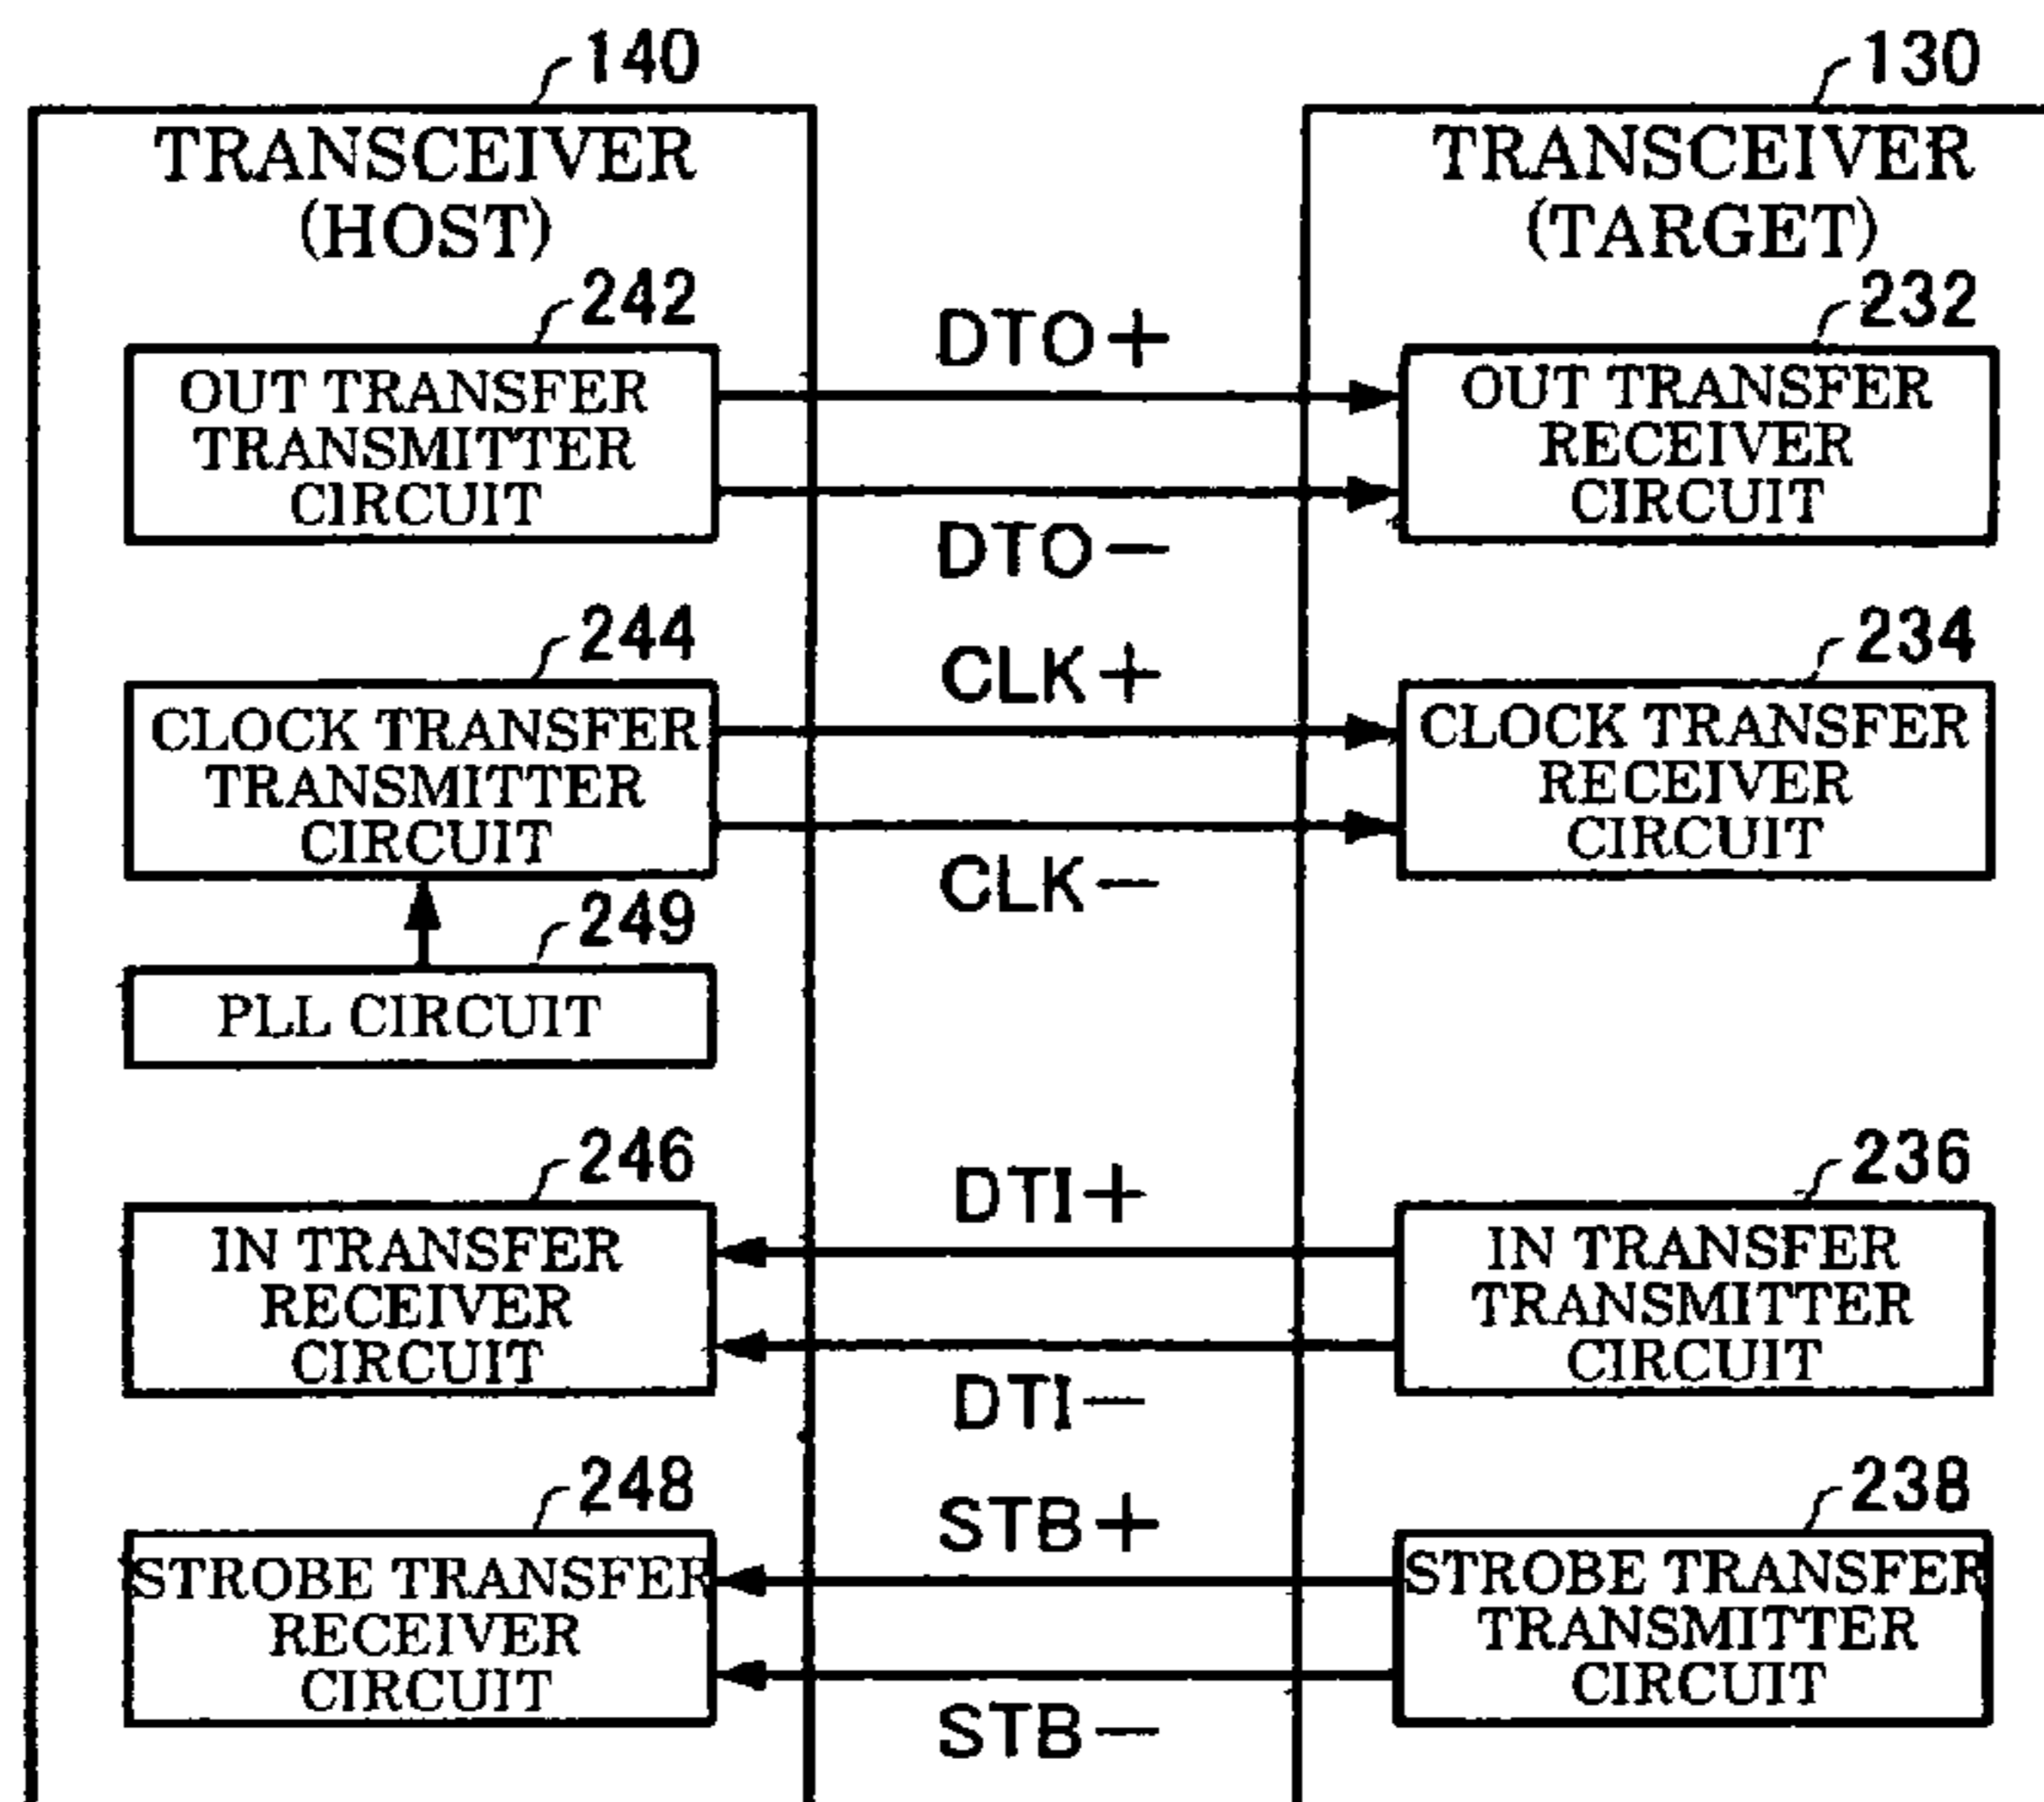 140
TRANSCEIVER
(HOST)
130
TRANSCEIVER
(TARGET)
242
OUT TRANSFER
TRANSMITTER
CIRCUIT
DTO+
DTO-
232
OUT TRANSFER
RECEIVER
CIRCUIT
244
CLOCK TRANSFER
TRANSMITTER
CIRCUIT
CLK+
CLK-
234
CLOCK TRANSFER
RECEIVER
CIRCUIT
249
PLL CIRCUIT
246
IN TRANSFER
RECEIVER
CIRCUIT
DTI+
DTI-
236
IN TRANSFER
TRANSMITTER
CIRCUIT
248
STROBE TRANSFER
RECEIVER
CIRCUIT
STB+
STB-
238
STROBE TRANSFER
TRANSMITTER
CIRCUIT